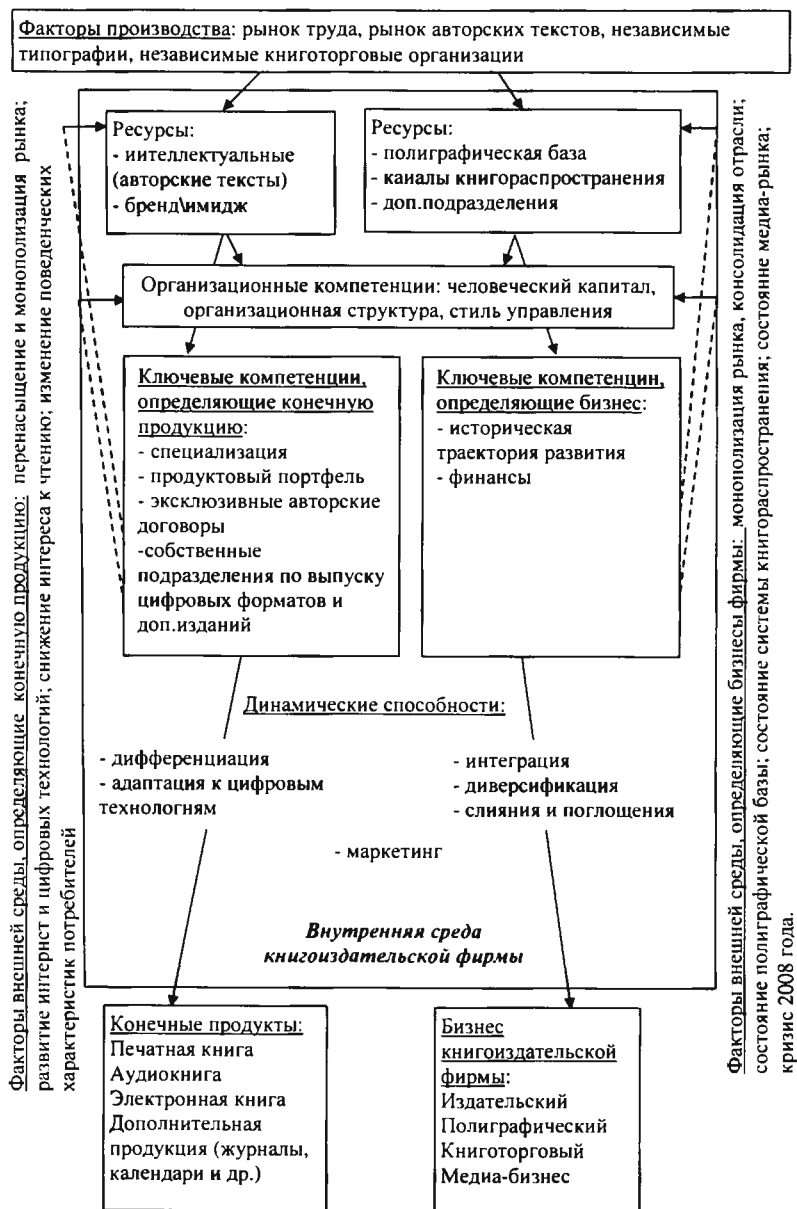 Факторы производства: рынок труда, рынок авторских текстов, независимые
типографии, независимые книготорговые организации
Факторы внешней среды, определяющие конечную продукцию: перенасыщение и монополизация рынка;
развитие интернет и цифровых технологий; снижение интереса к чтению; изменение поведенческих
характеристик потребителей
Ресурсы:
- интеллектуальные
(авторские тексты)
- бренд\имидж
Ресурсы:
- полиграфическая база
- каналы книгораспространения
- доп.подразделения
Организационные компетенции: человеческий капитал,
организационная структура, стиль управления
Ключевые компетенции,
определяющие конечную
продукцию:
- специализация
- продуктовый портфель
- эксклюзивные авторские
договоры
-собственные
подразделения по выпуску
цифровых форматов и
доп.изданий
Ключевые компетенции,
определяющие бизнес:
- историческая
траектория развития
- финансы
Динамические способности:
- дифференциация
- адаптация к цифровым
технологиям
- интеграция
- диверсификация
- слияния и поглощения
- маркетинг
Внутренняя среда
книгоиздательской фирмы
Конечные продукты:
Печатная книга
Аудиокнига
Электронная книга
Дополнительная
продукция (журналы,
календари и др.)
Бизнес
книгоиздательской
фирмы:
Издательский
Полиграфический
Книготорговый
Медиа-бизнес
Факторы внешней среды, определяющие бизнесы фирмы: монополизация рынка, консолидация отрасли;
состояние полиграфической базы; состояние системы книгораспространения; состояние медиа-рынка;
кризис 2008 года.